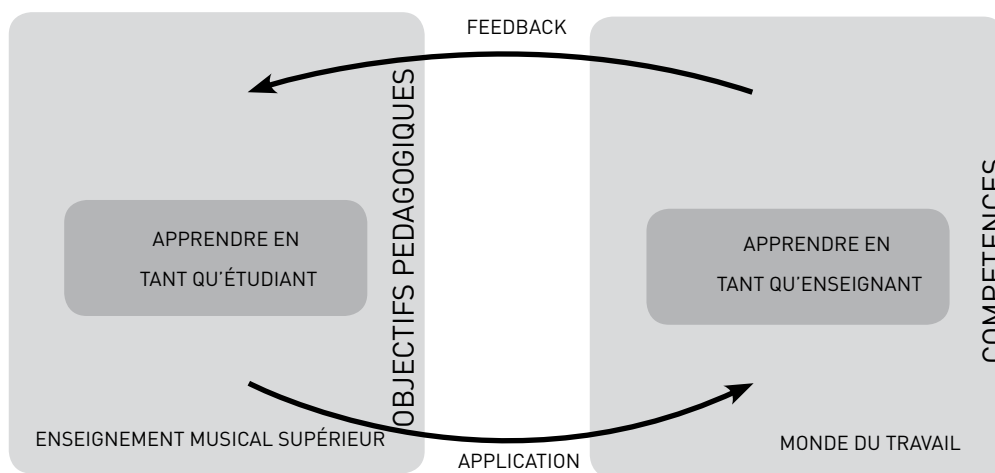 FEEDBACK
OBJECTIFS PEDAGOGIQUES
APPRENDRE EN
TANT QU'ÉTUDIANT
ENSEIGNEMENT MUSICAL SUPÉRIEUR
APPLICATION
APPRENDRE EN
TANT QU'ENSEIGNANT
COMPETENCES
MONDE DU TRAVAIL